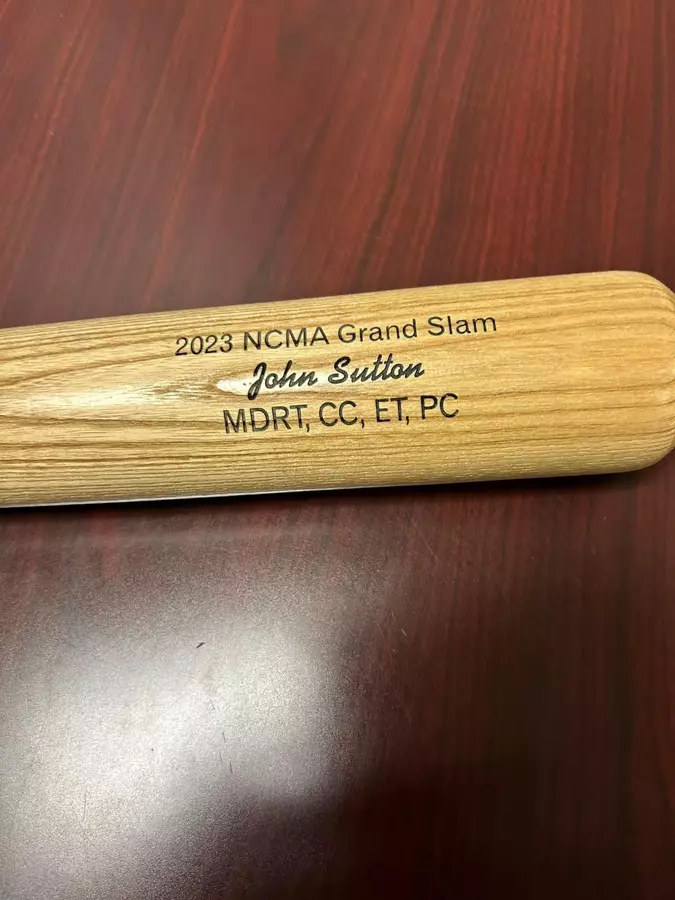 2023 NCMA Grand Slam
John Sutton
MDRT, CC, ET, PC